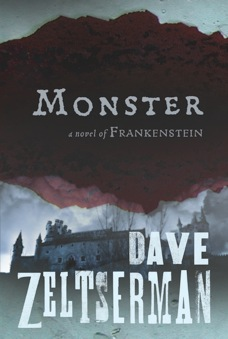 MONSTER
a novel of FRANKENSTEIN
DAVE
ZELTSERMAN